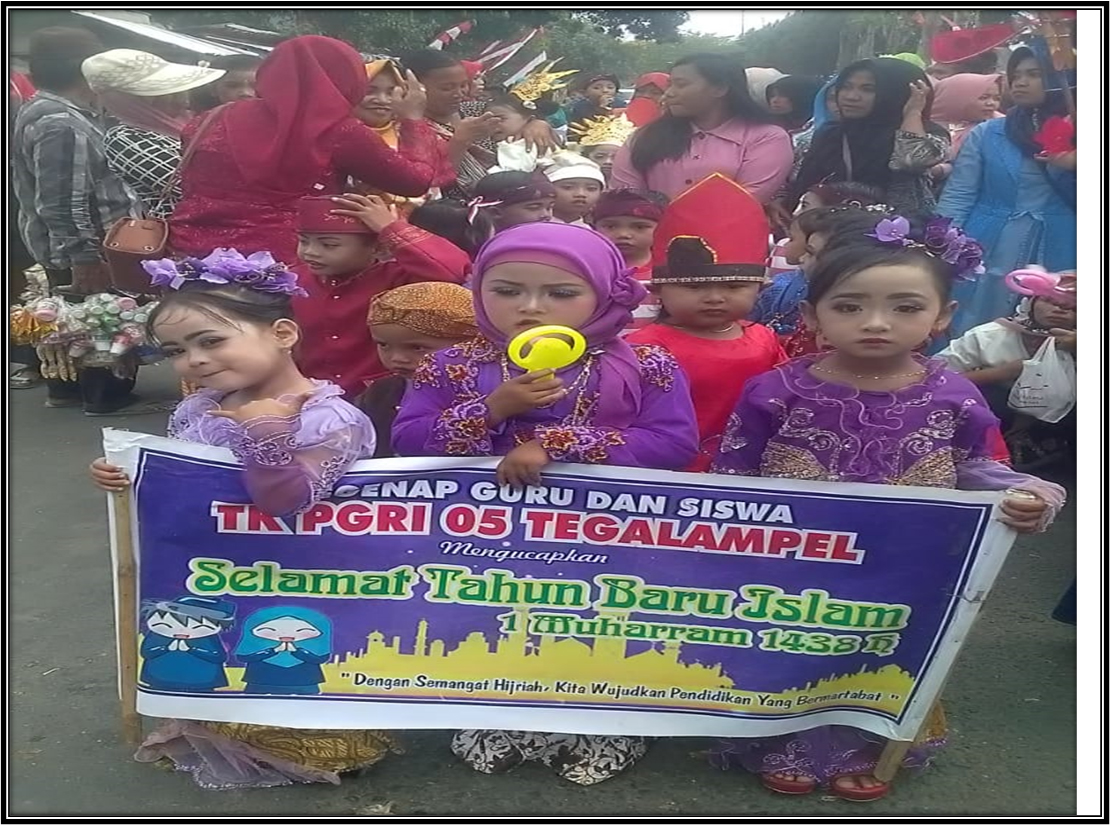 SEGENAP GURU DAN SISWA
TK PGRI 05 TEGALAMPEL
Mengucapkan
Selamat Tahun Baru Islam
1 Muharram 1438 H
"Dengan Semangat Hijriah, Kita Wujudkan Pendidikan Yang Bermartabat"